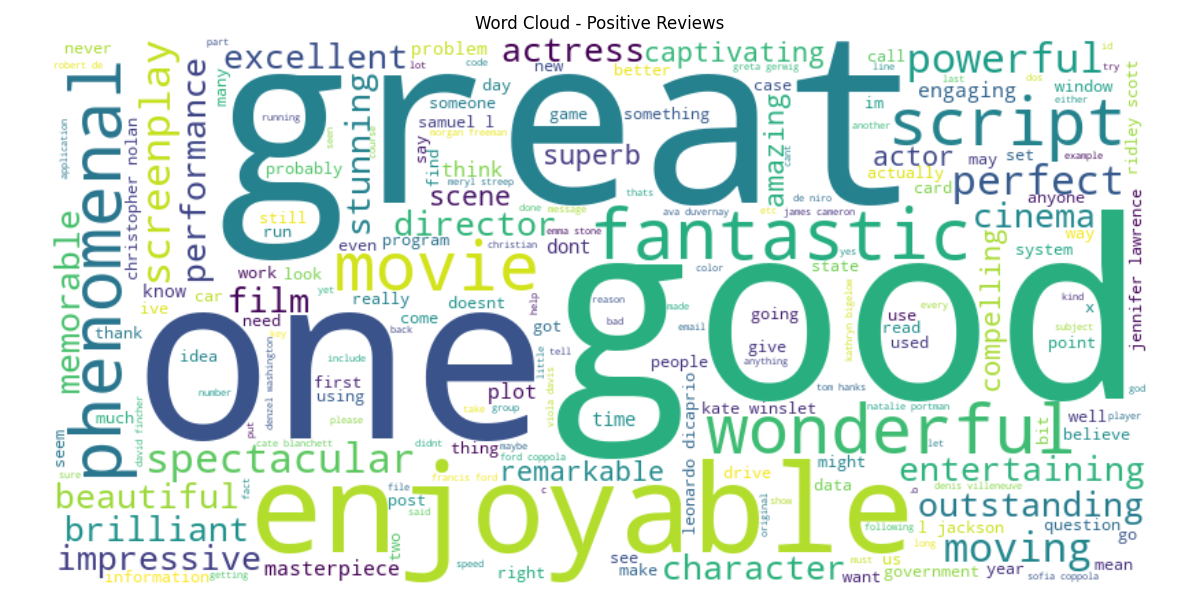 Word Cloud - Positive Reviews
never
excellent
problem
actress
captivating
call
powerful
id
try
robert de
part
lot
code
new
better
greta gerwig
case
line
last
dos
window
phenomenal
screenplay
performance
many
great
day
someone
game
something
amazing
im
engaging
either
ridley scott
stunning
running
samuel l
morgan freeman
another
script
application
christopher nolan
seen
course
say
find
superb
cant
actor
may
set
example
probably
think
actually
card
perfect
meryl streep
scene
thats
de niro
anyone
memorable
still
run
director
done
message
ava duvernay
etc
james cameron
cinema
jennifer lawrence
even
program
christian
emma stone
dont
fantastic
yes
way
system
work
look
movie
color
state
compelling
know
car
yet
really
doesnt
help
reason
made
kathryn bigelow
every
kind
x
ive
film
need
come
got
bad
email
going
use
read
used
subject
point
thank
one
key
back
good
give
anything
idea
include
little
tell
people
god
number
denzel washington
first
using
plot
viola davis
tom hanks
much
david fincher
please
take
group
time
leonardo dicaprio
kate winslet
natalie portman
well
player
put
didnt
maybe
wonderful
let
bit
believe
seem
cate blanchett
thing
ford coppola
sure
spectacular
remarkable
drive
might
entertaining
fact
francis ford
data
denis villeneuve
beautiful
enjoyable
file
c
post
said
original
show
b
outstanding
following
l jackson
question
go
brilliant
two
long
moving
impressive
masterpiece
speed
right
see
make
character
want
must
us
government
year
mean
information
getting
sofia coppola